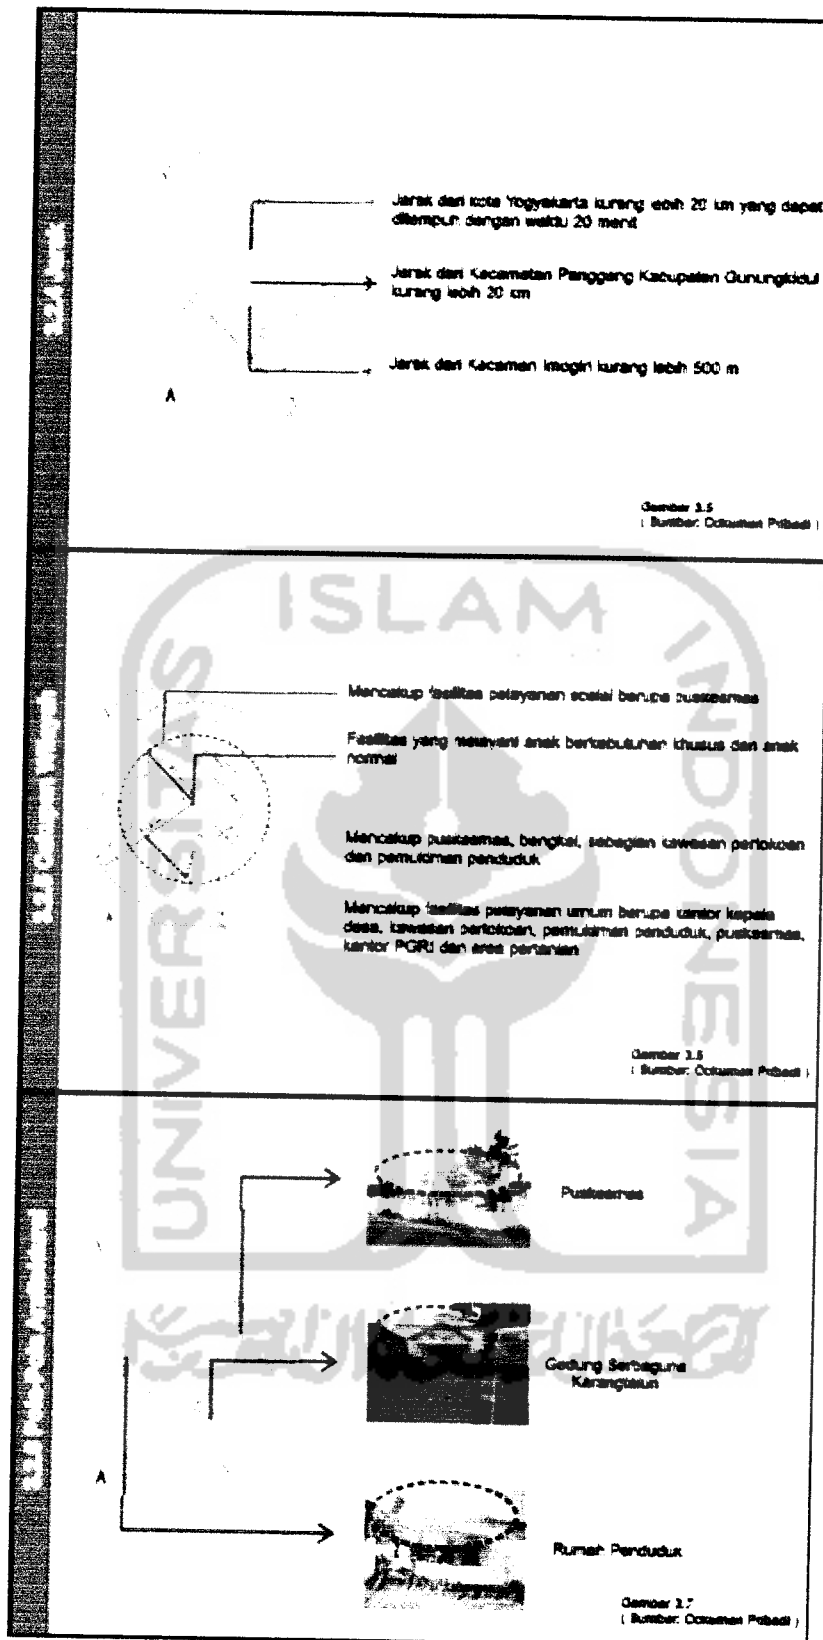 Jarak dari kota Yogyakarta kurang lebih 20 km yang dapat
ditempuh dengan waktu 20 menit
Jarak dari Kecamatan Panggang Kabupaten Gunungkidul
kurang lebih 20 km
Jarak dari Kecaman Imogiri kurang lebih 500 m
A
Gambar 3.5
( Sumber: Dokumen Pribadi )
UNIVERSITAS ISLAM INDONESIA
Mencakup fasilitas pelayanan sosial berupa puskesmas
Fasilitas yang melayani anak berkebutuhan khusus dan anak
normal
Mencakup puskesmas, bengkel, sebagian kawasan pertokoan
dan pemukiman penduduk
Mencakup fasilitas pelayanan umum berupa kantor kepala
desa, kawasan pertokoan, pemukiman penduduk, puskesmas,
kantor PGRI dan area pertanian
A
Gambar
( Sumber: Dokumen Pribadi )
Puskesmas
Gedung Serbaguna
Karangtalun
A
Rumah Penduduk
Gambar 3.7
( Sumber: Dokumen Pribadi )